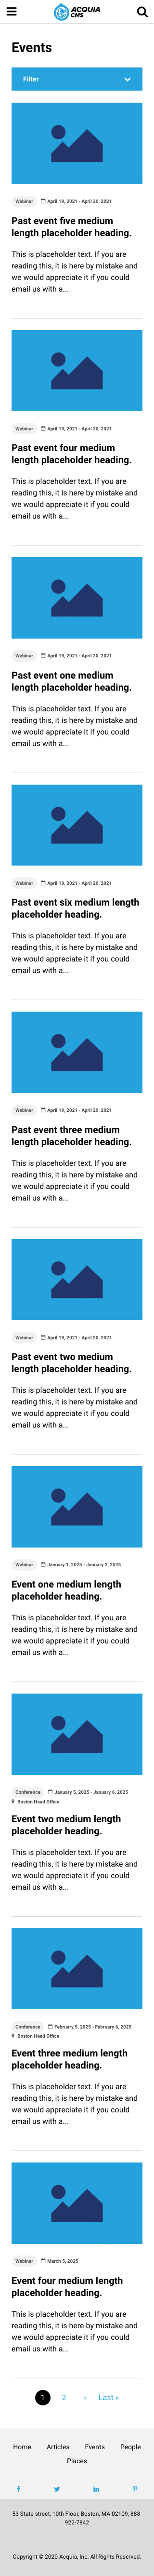 ACQUIA
CMS
Events
Filter
Webinar April 19, 2021 - April 20, 2021
Past event five medium
length placeholder heading.
This is placeholder text. If you are
reading this, it is here by mistake and
we would appreciate it if you could
email us with a...
Webinar April 19, 2021 - April 20, 2021
Past event four medium
length placeholder heading.
This is placeholder text. If you are
reading this, it is here by mistake and
we would appreciate it if you could
email us with a...
Webinar April 19, 2021 - April 20, 2021
Past event one medium
length placeholder heading.
This is placeholder text. If you are
reading this, it is here by mistake and
we would appreciate it if you could
email us with a...
Webinar April 19, 2021 - April 20, 2021
Past event six medium length
placeholder heading.
This is placeholder text. If you are
reading this, it is here by mistake and
we would appreciate it if you could
email us with a...
Webinar April 19, 2021 - April 20, 2021
Past event three medium
length placeholder heading.
This is placeholder text. If you are
reading this, it is here by mistake and
we would appreciate it if you could
email us with a...
Webinar April 19, 2021 - April 20, 2021
Past event two medium
length placeholder heading.
This is placeholder text. If you are
reading this, it is here by mistake and
we would appreciate it if you could
email us with a...
Webinar January 1, 2025 - January 2, 2025
Event one medium length
placeholder heading.
This is placeholder text. If you are
reading this, it is here by mistake and
we would appreciate it if you could
email us with a...
Conference January 5, 2025 - January 6, 2025
Boston Head Office
Event two medium length
placeholder heading.
This is placeholder text. If you are
reading this, it is here by mistake and
we would appreciate it if you could
email us with a...
Conference February 5, 2025 - February 6, 2025
Boston Head Office
Event three medium length
placeholder heading.
This is placeholder text. If you are
reading this, it is here by mistake and
we would appreciate it if you could
email us with a...
Webinar March 5, 2025
Event four medium length
placeholder heading.
This is placeholder text. If you are
reading this, it is here by mistake and
we would appreciate it if you could
email us with a...
1 2 › Last »
Home Articles Events People
Places
53 State street, 10th Floor, Boston, MA 02109, 888-
922-7842
Copyright © 2020 Acquia, Inc. All Rights Reserved.